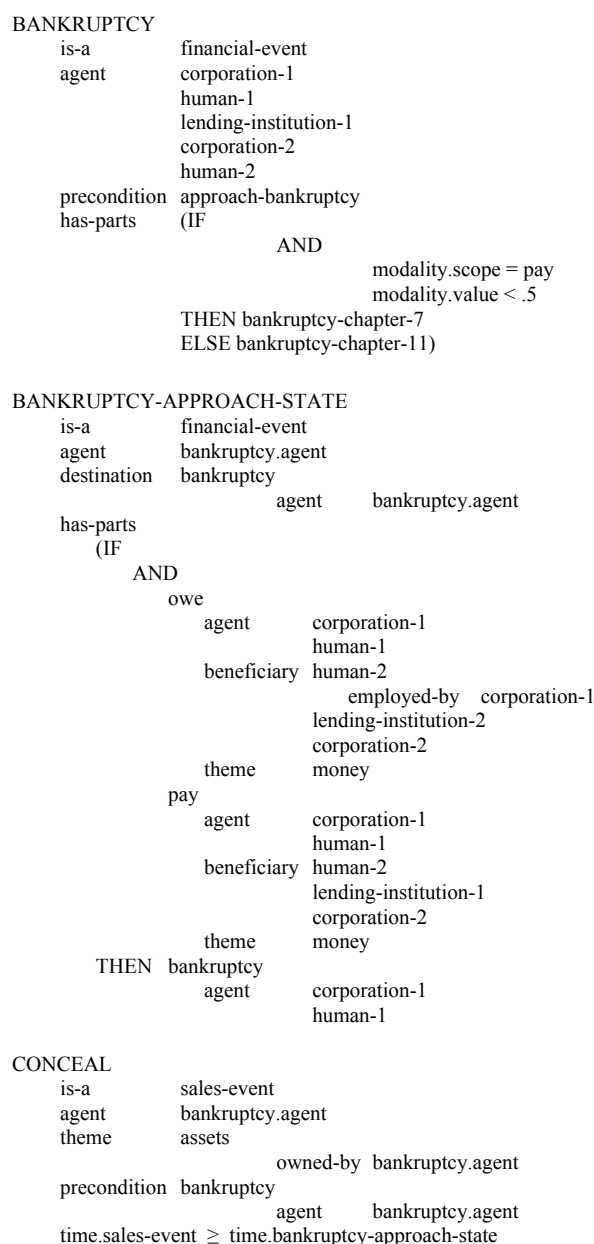 BANKRUPTCY
is-a financial-event
agent corporation-1
human-1
lending-institution-1
corporation-2
human-2
precondition approach-bankruptcy
has-parts (IF
AND
modality.scope = pay
modality.value < .5
THEN bankruptcy-chapter-7
ELSE bankruptcy-chapter-11)
BANKRUPTCY-APPROACH-STATE
is-a financial-event
agent bankruptcy.agent
destination bankruptcy
agent bankruptcy.agent
has-parts
(IF
AND
owe
agent corporation-1
human-1
beneficiary human-2
employed-by corporation-1
lending-institution-2
corporation-2
theme money
pay
agent corporation-1
human-1
beneficiary human-2
lending-institution-1
corporation-2
theme money
THEN bankruptcy
agent corporation-1
human-1
CONCEAL
is-a sales-event
agent bankruptcy.agent
theme assets
owned-by bankruptcy.agent
precondition bankruptcy
agent bankruptcy.agent
time.sales-event ≥ time.bankruptcy-approach-state